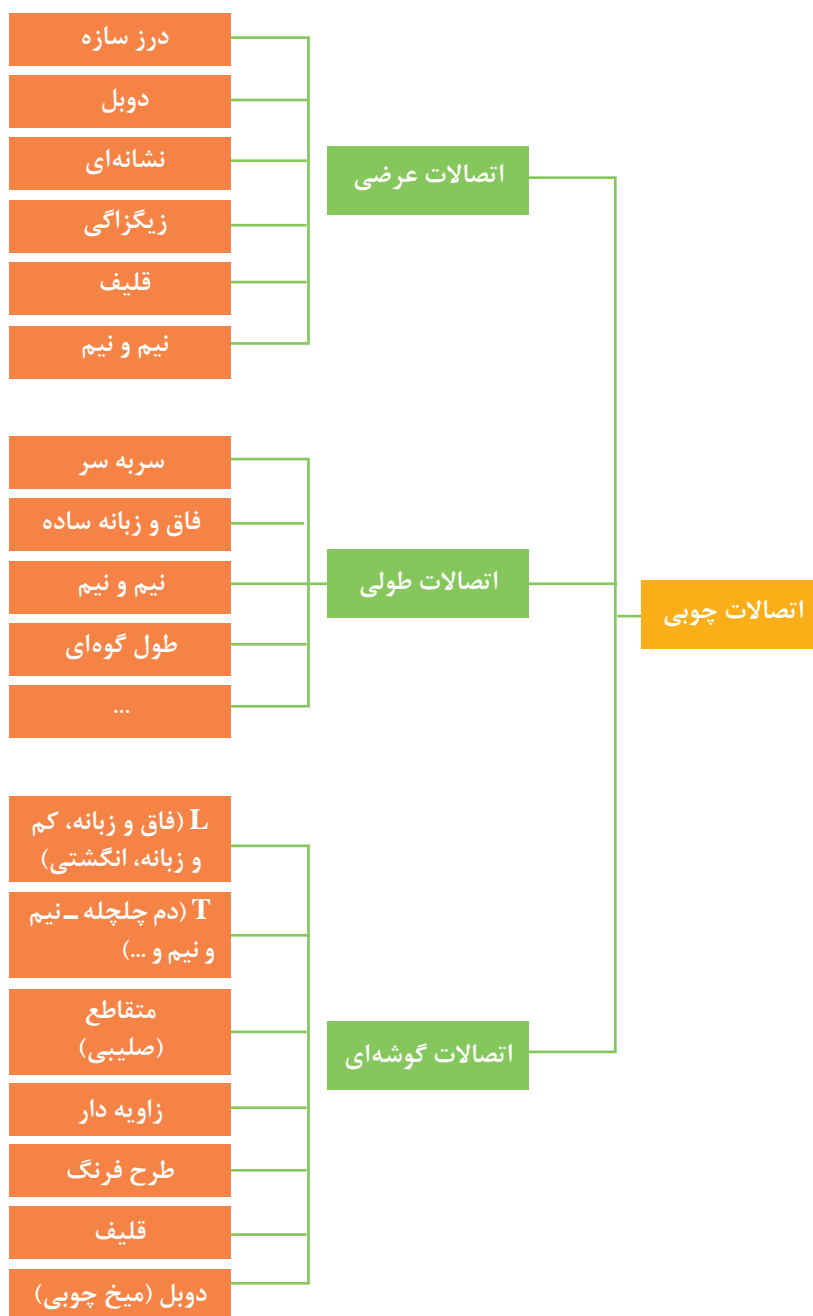 اتصالات چوبی
اتصالات عرضی
درز سازه
دوبل
نشانه‌ای
زیگزاگی
قلیف
نیم و نیم
اتصالات طولی
سربه سر
فاق و زبانه ساده
نیم و نیم
طول گوه‌ای
...
اتصالات گوشه‌ای
L (فاق و زبانه، کم
و زبانه، انگشتی)
T (دم چلچله ـ نیم
و نیم و ...)
متقاطع
(صلیبی)
زاویه دار
طرح فرنگ
قلیف
دوبل (میخ چوبی)